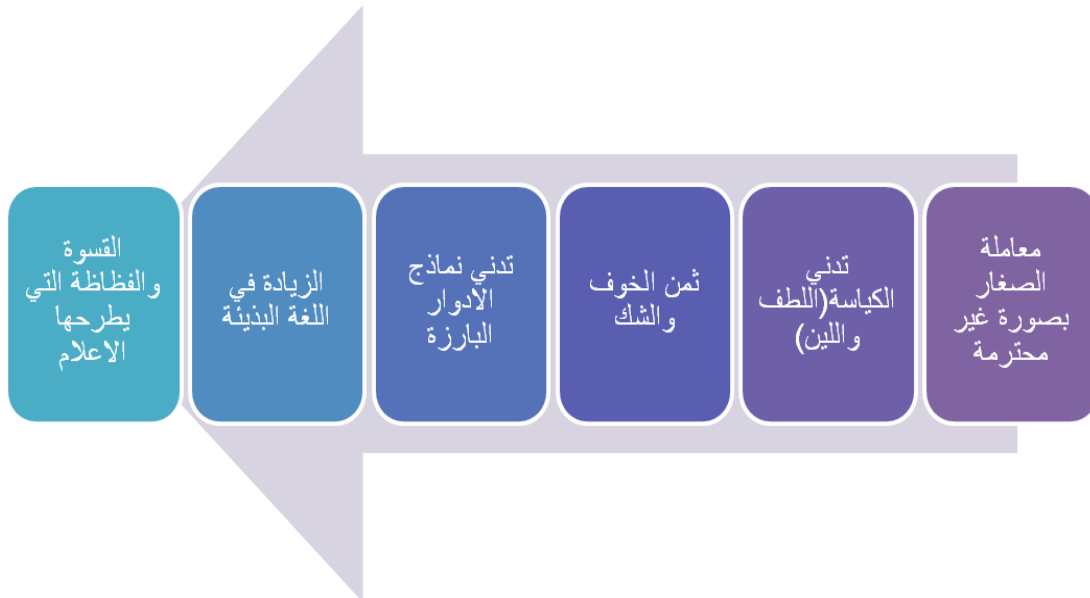 معاملة
الصغار
بصورة غير
محترمة
تدني
الكياسة(اللطف
واللين)
ثمن الخوف
والشك
تدني نماذج
الادوار
البارزة
الزيادة في
اللغة البذيئة
القسوة
والفظاظة التي
يطرحها
الاعلام